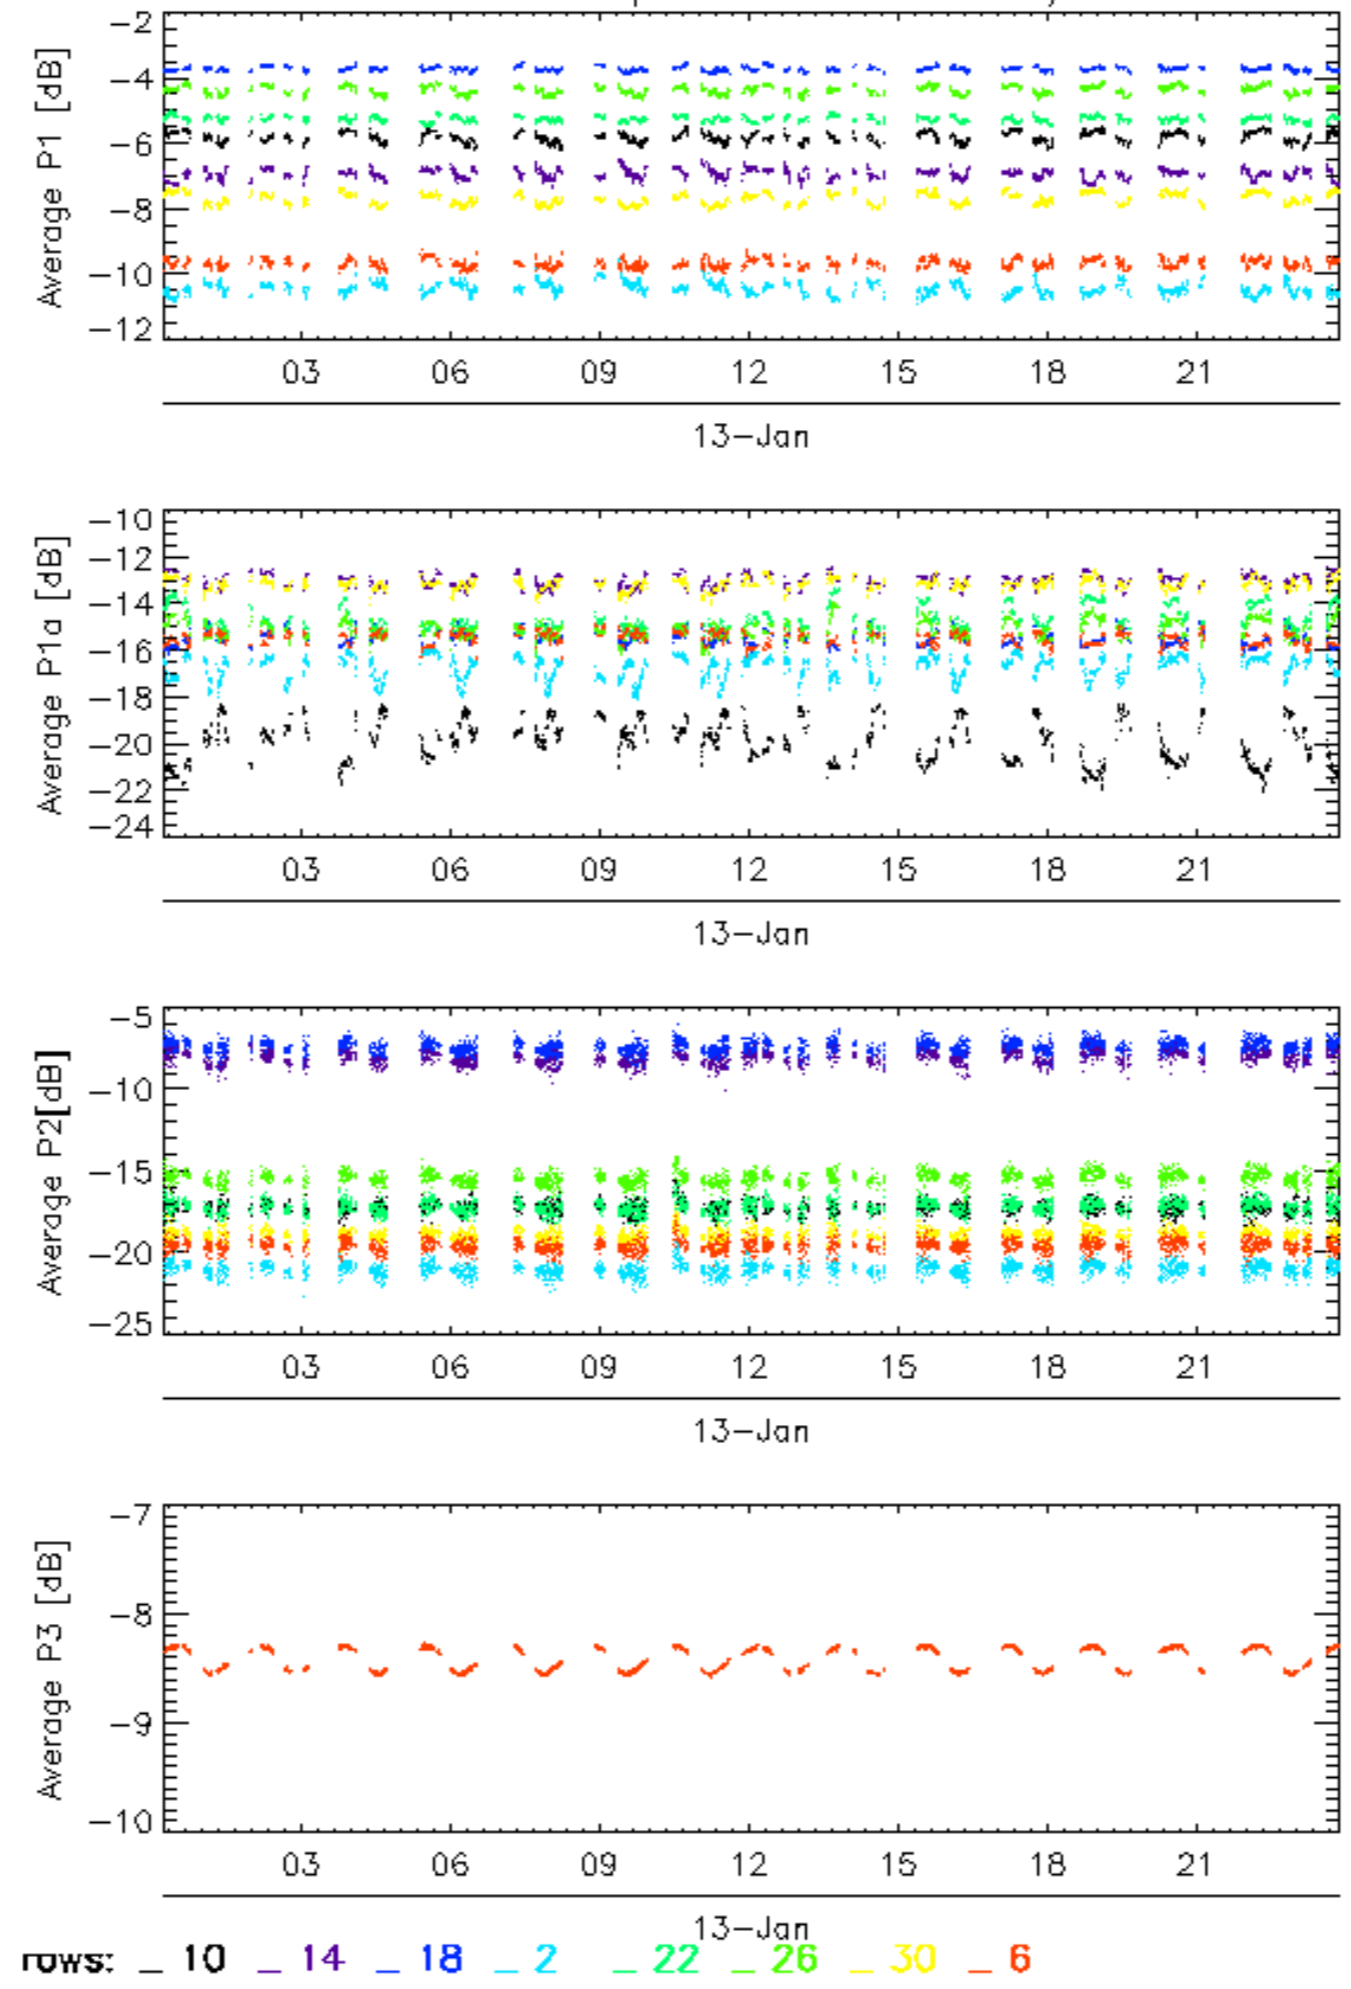 −2
−4
−6
−8
−10
−12
Average P1 [dB]
03 06 09 12 15 18 21
13−Jan
−10
−12
−14
−16
−18
−20
−22
−24
Average P1a [dB]
03 06 09 12 15 18 21
13−Jan
−5
−10
−15
−20
−25
Average P2[dB]
03 06 09 12 15 18 21
13−Jan
−7
−8
−9
−10
Average P3 [dB]
03 06 09 12 15 18 21
13−Jan
rows: _ 10 _ 14 _ 18 _ 2 _ 22 _ 26 _ 30 _ 6